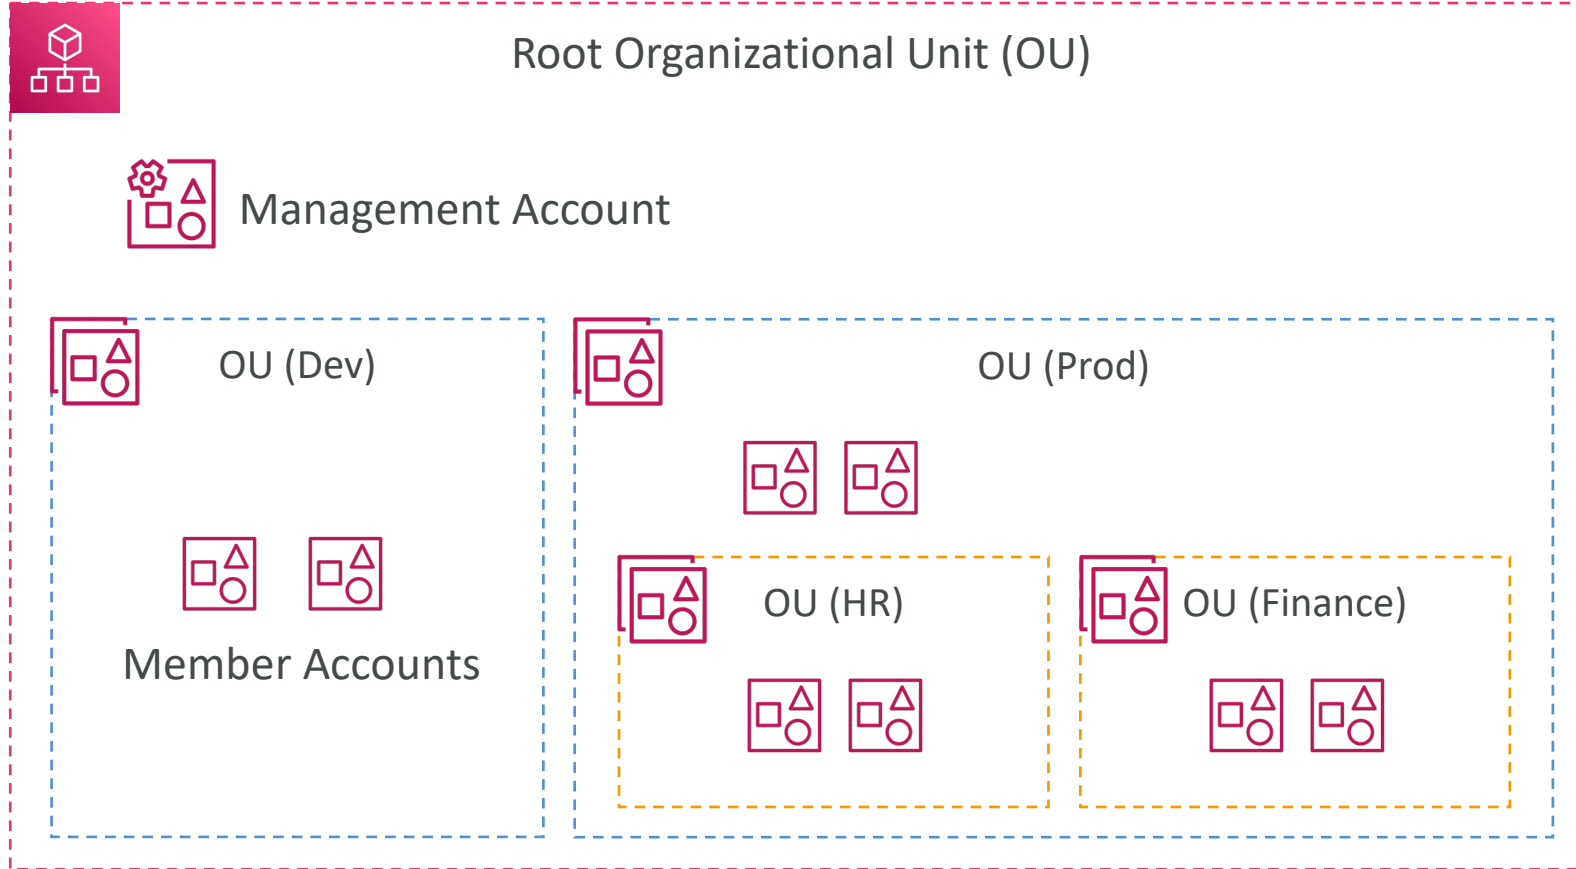 Root Organizational Unit (OU)
Management Account
OU (Dev)
OU (Prod)
OU (HR)
OU (Finance)
Member Accounts